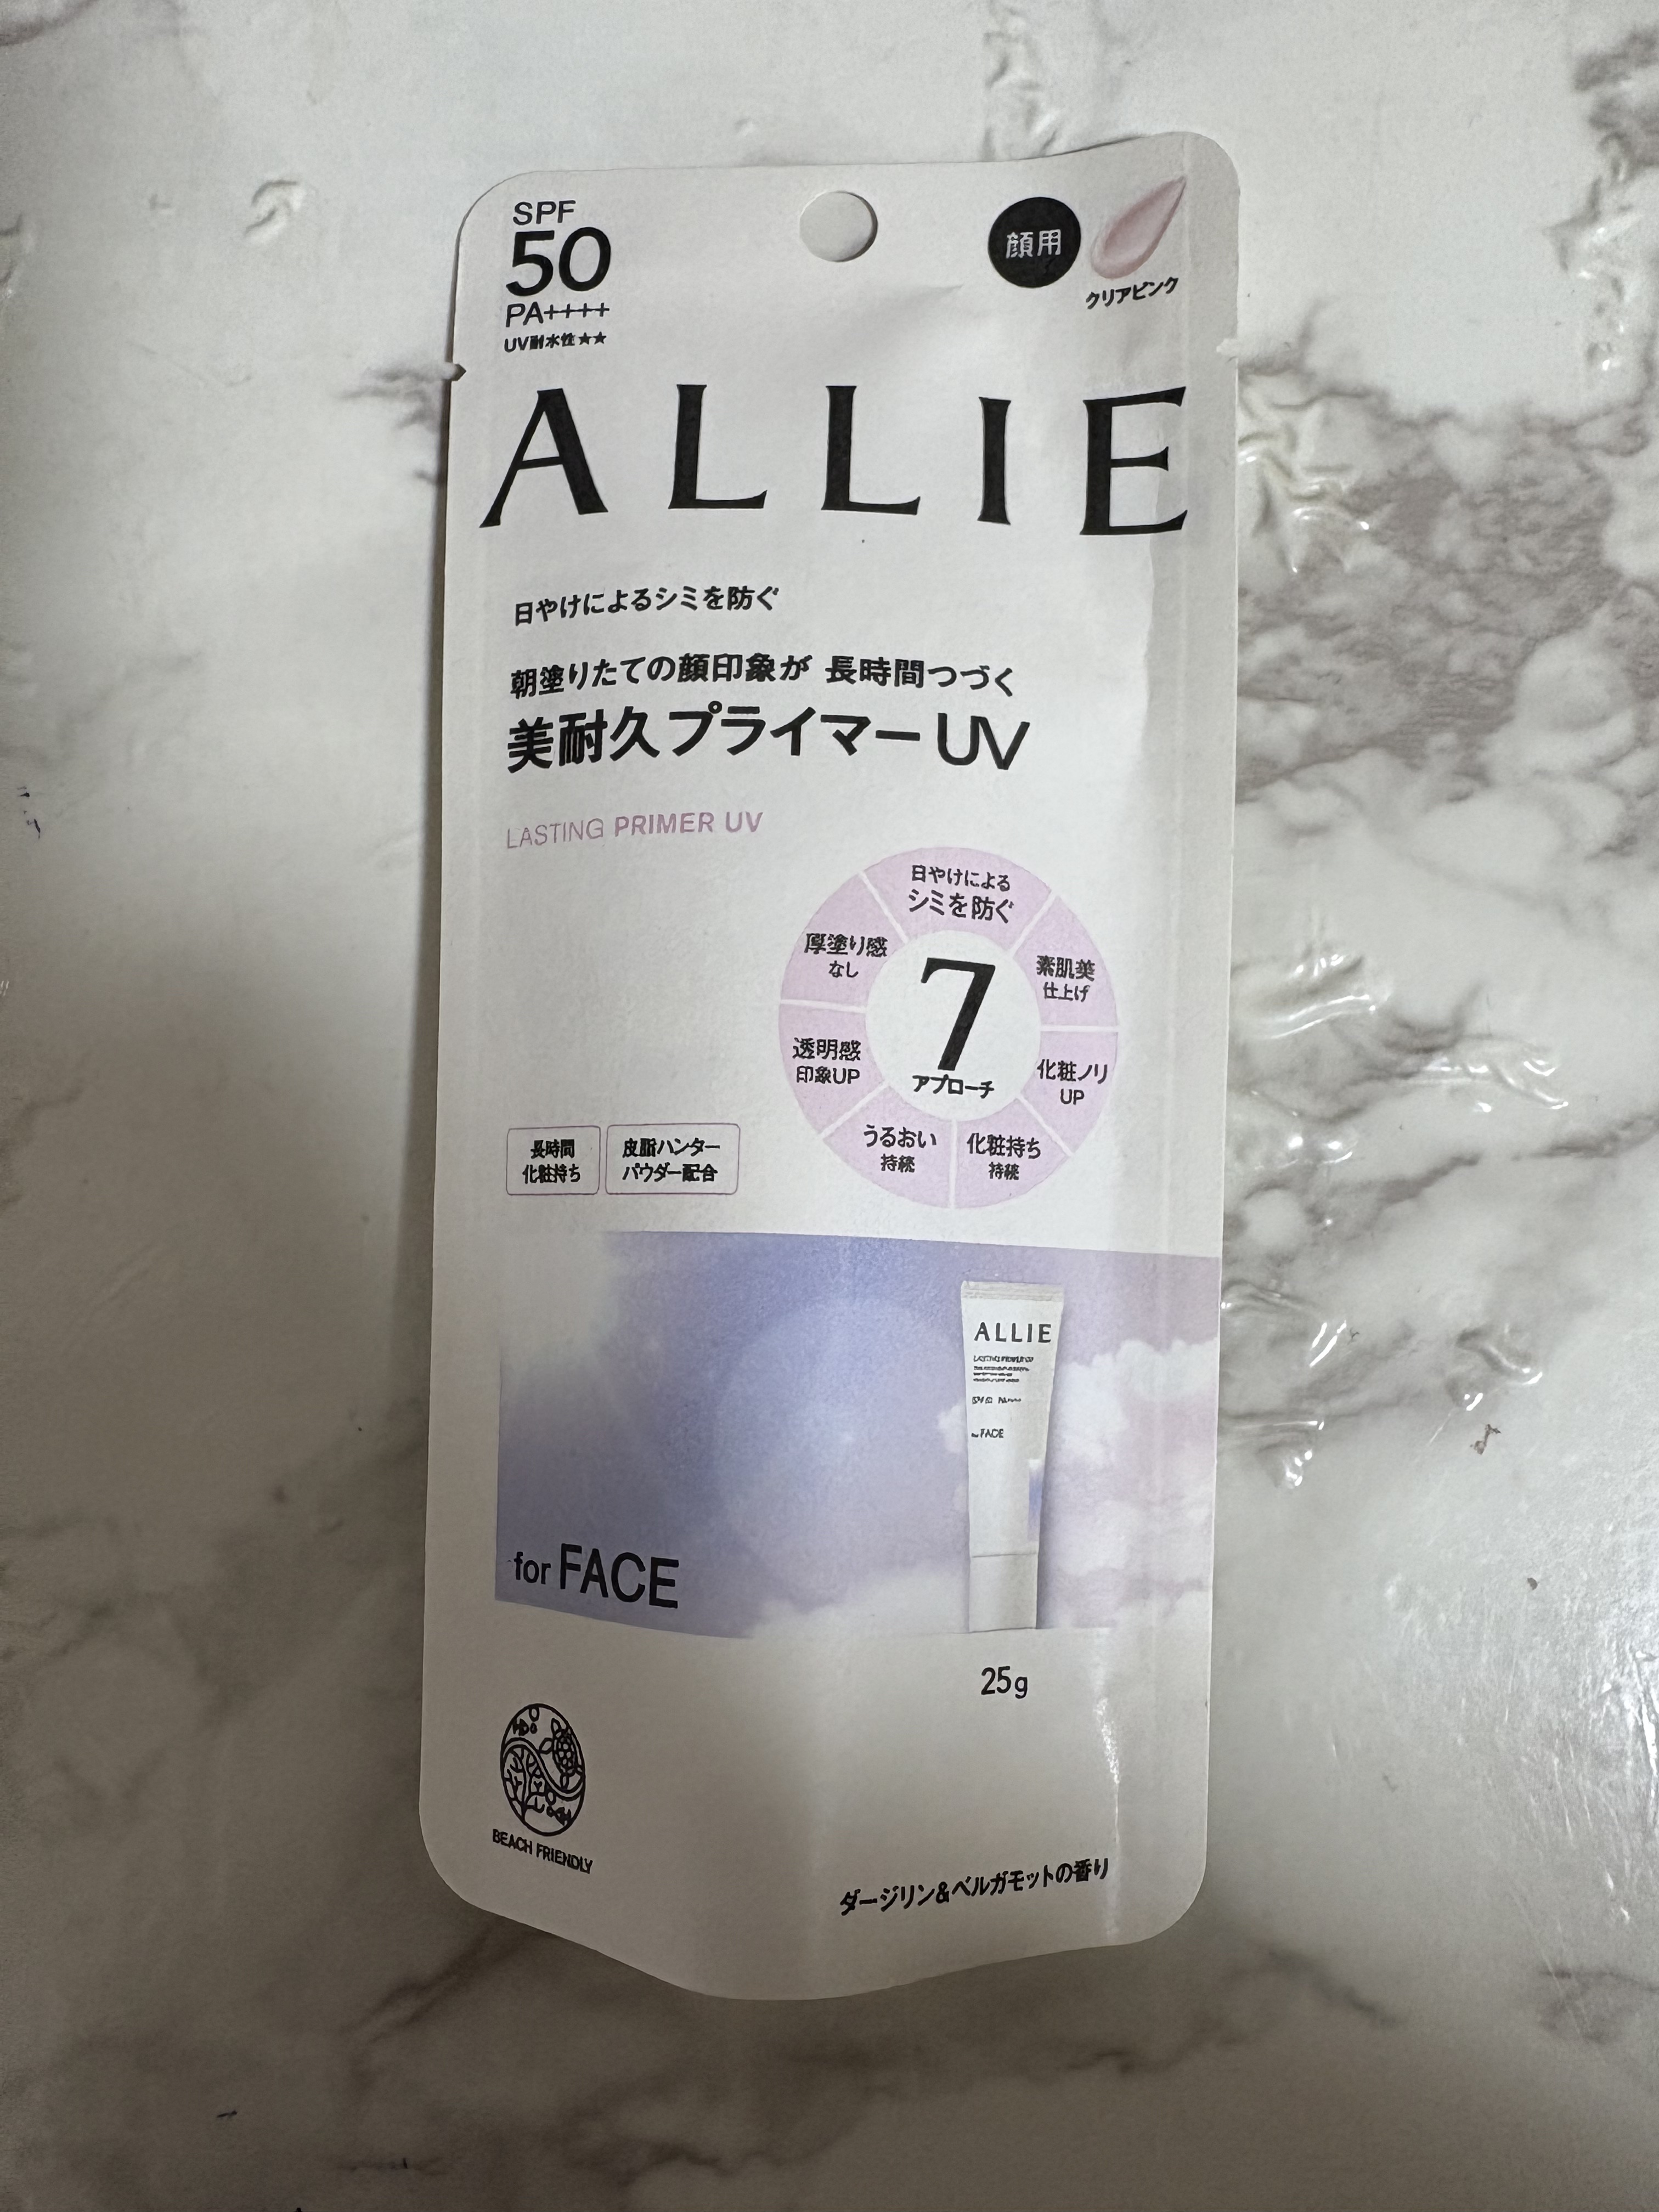 SPF
50
PA++++
UV耐水性★★
顔用
クリアピンク
ALLIE
日やけによるシミを防ぐ
朝塗りたての顔印象が 長時間つづく
美耐久プライマーUV
LASTING PRIMER UV
日やけによる
シミを防ぐ
素肌美
仕上げ
化粧ノリ
UP
化粧持ち
持続
うるおい
持続
透明感
印象UP
厚塗り感
なし
7
アプローチ
長時間
化粧持ち
皮脂ハンター
パウダー配合
ALLIE
LASTING PRIMER UV
for FACE
for FACE
25g
BEACH FRIENDLY
ダージリン&ベルガモットの香り